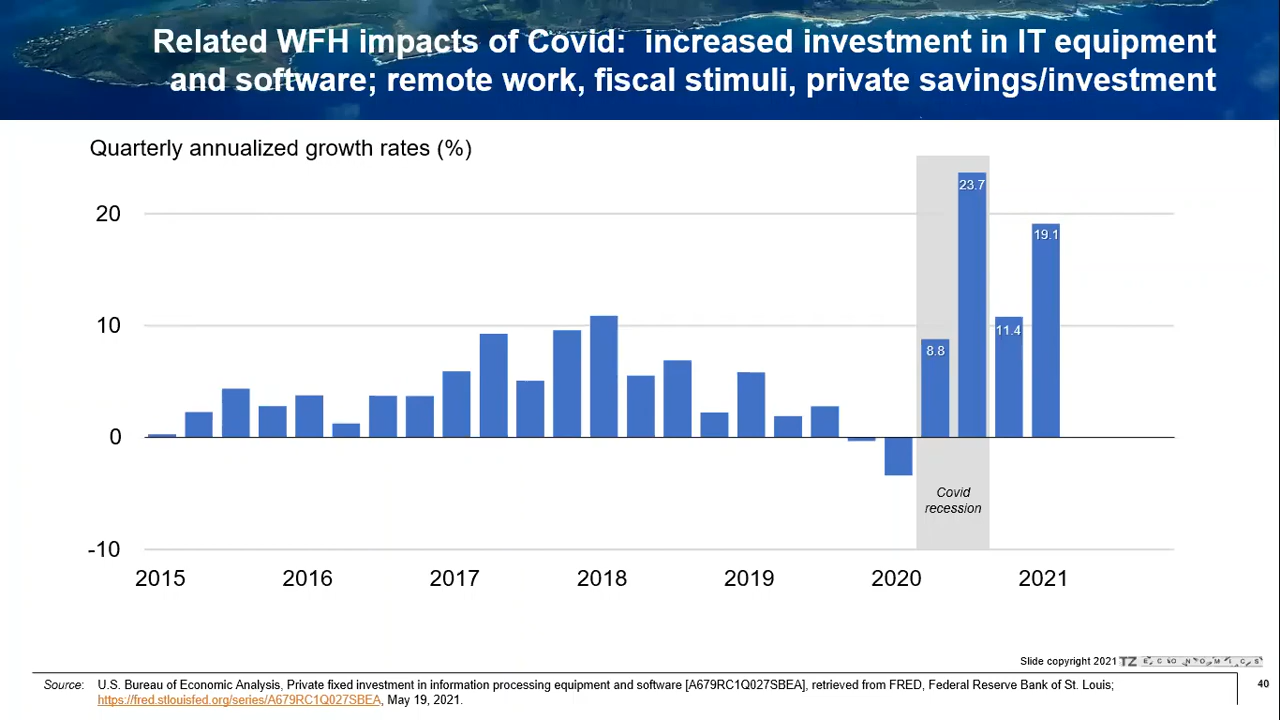 Related WFH impacts of Covid:  increased investment in IT equipment
and software; remote work, fiscal stimuli, private savings/investment
Quarterly annualized growth rates (%)
23.7
20
19.1
10
11.4
8.8
0
Covid
recession
-10
2015 2016 2017 2018 2019 2020 2021
Slide copyright 2021 TZ ECONOMICS
Source: U.S. Bureau of Economic Analysis, Private fixed investment in information processing equipment and software [A679RC1Q027SBEA], retrieved from FRED, Federal Reserve Bank of St. Louis; 40
https://fred.stlouisfed.org/series/A679RC1Q027SBEA, May 19, 2021.